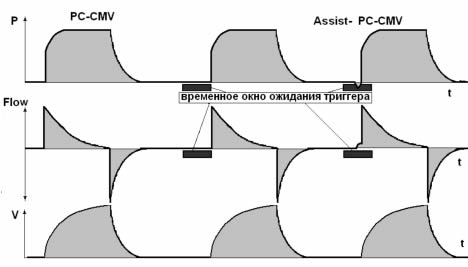 P
PC-CMV
Assist- PC-CMV
t
временное окно ожидания триггера
Flow
t
V
t